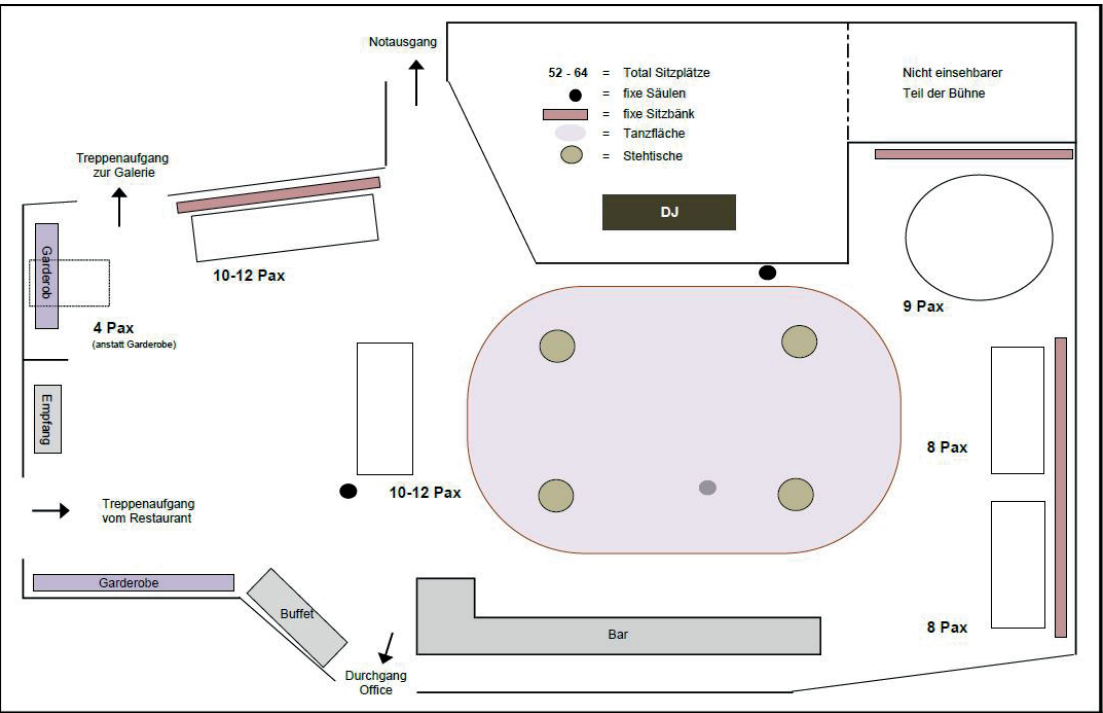 Notausgang
52 - 64 = Total Sitzplätze
= fixe Säulen
= fixe Sitzbänk
= Tanzfläche
= Stehtische
Nicht einsehbarer
Teil der Bühne
Treppenaufgang
zur Galerie
DJ
Garderob
10-12 Pax
4 Pax
(anstatt Garderobe)
9 Pax
Empfang
8 Pax
10-12 Pax
Treppenaufgang
vom Restaurant
Garderobe
Buffet
Bar
8 Pax
Durchgang
Office